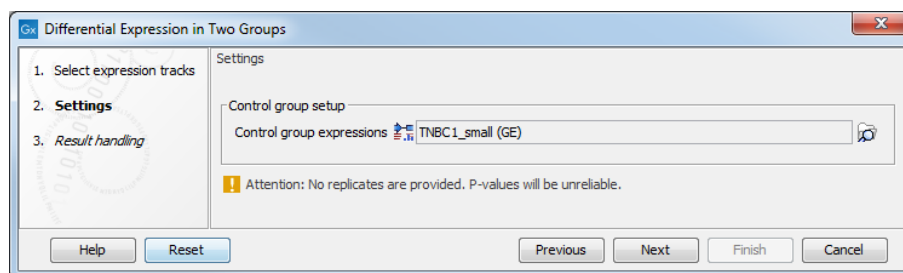 Gx Differential Expression in Two Groups
1. Select expression tracks
2. Settings
3. Result handling
Settings
Control group setup
Control group expressions TNBC1_small (GE)
Attention: No replicates are provided. P-values will be unreliable.
Help Reset Previous Next Finish Cancel